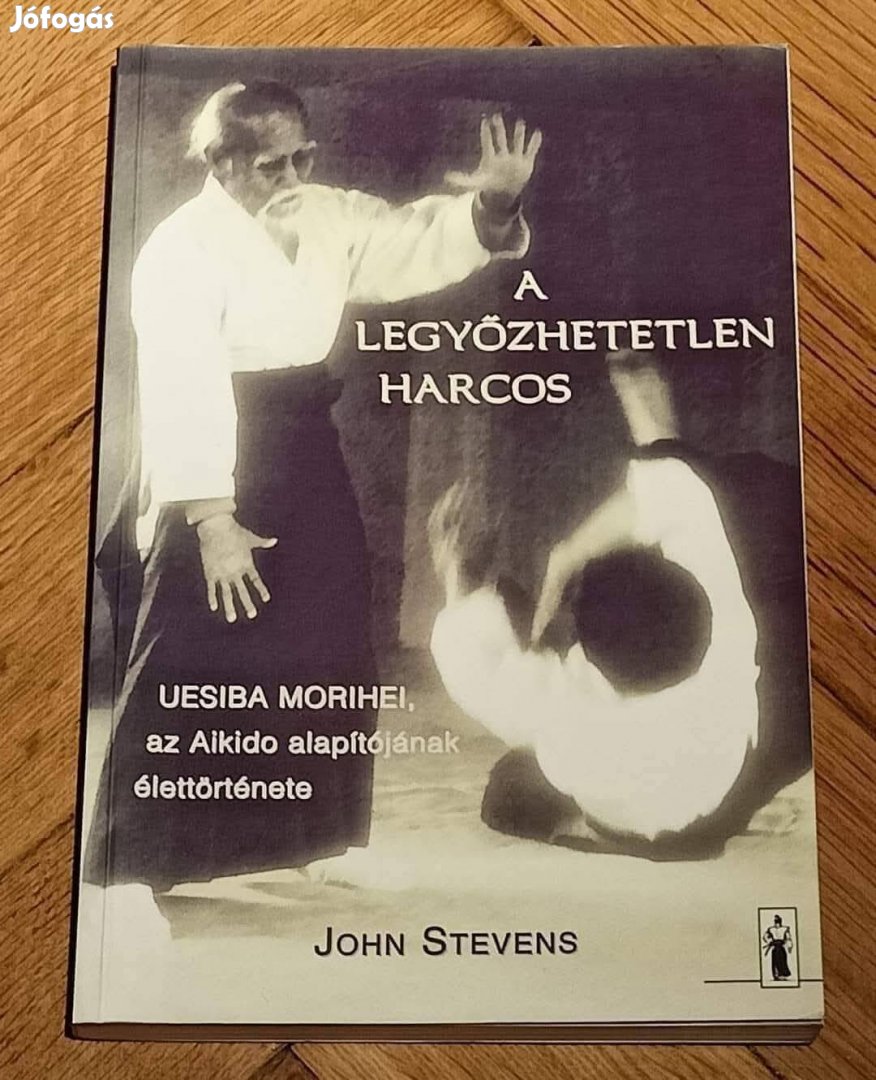 Jófogás
A
LEGYŐZHETETLEN
HARCOS
UESIBA MORIHEI,
az Aikido alapítójának
élettörténete
JOHN STEVENS